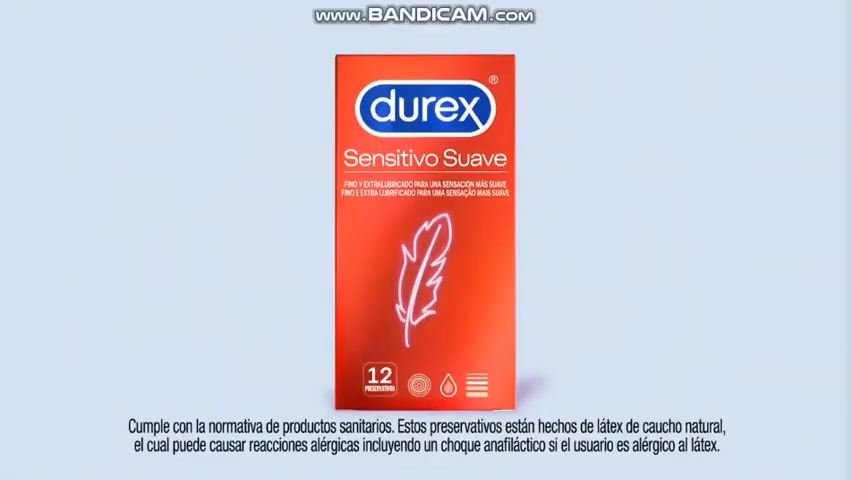 www.BANDICAM.com
durex®
Sensitivo Suave
FINO Y EXTRALUBRICADO PARA UNA SENSACIÓN MÁS SUAVE
FINO E EXTRA LUBRIFICADO PARA UMA SENSAÇÃO MAIS SUAVE
12
PRESERVATIVOS
Cumple con la normativa de productos sanitarios. Estos preservativos están hechos de látex de caucho natural,
el cual puede causar reacciones alérgicas incluyendo un choque anafiláctico si el usuario es alérgico al látex.